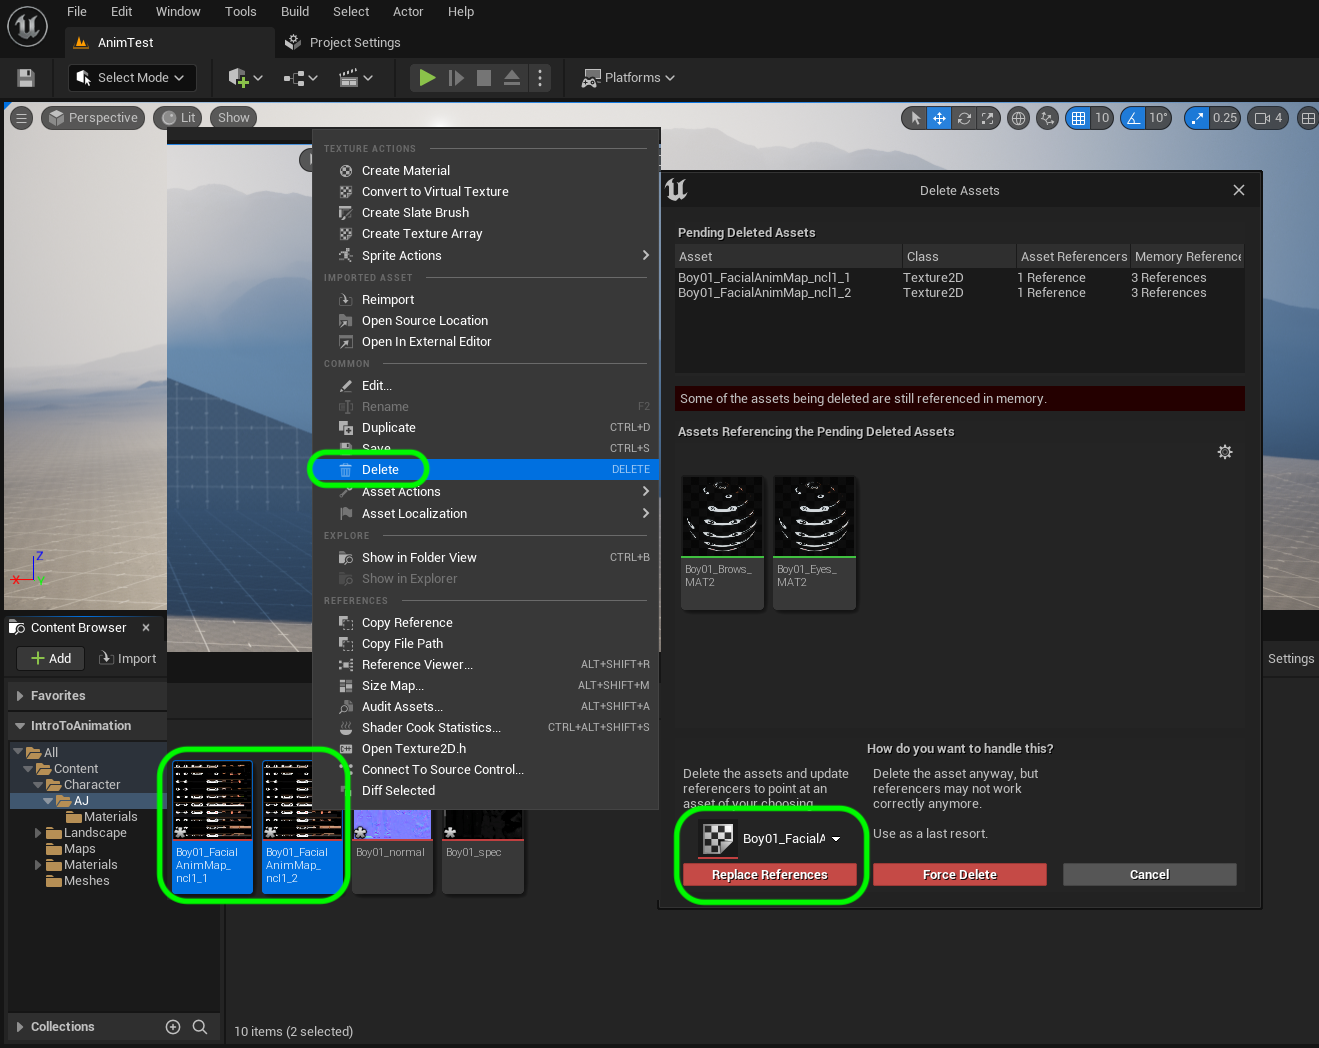 File Edit Window Tools Build Select Actor Help
AnimTest
Project Settings
Select Mode
Platforms
Perspective
Lit
Show
10
10°
0.25
4
TEXTURE ACTIONS
Create Material
Convert to Virtual Texture
Create Slate Brush
Create Texture Array
Sprite Actions
IMPORTED ASSET
Reimport
Open Source Location
Open In External Editor
COMMON
Edit...
Rename F2
Duplicate CTRL+D
Save CTRL+S
Delete DELETE
Asset Actions
Asset Localization
EXPLORE
Show in Folder View CTRL+B
Show in Explorer
REFERENCES
Copy Reference
Copy File Path
Reference Viewer... ALT+SHIFT+R
Size Map... ALT+SHIFT+M
Audit Assets... ALT+SHIFT+A
Shader Cook Statistics... CTRL+ALT+SHIFT+S
Open Texture2D.h
Connect To Source Control...
Diff Selected
Delete Assets
Pending Deleted Assets
Asset Class Asset Referencers Memory Reference
Boy01_FacialAnimMap_ncl1_1 Texture2D 1 Reference 3 References
Boy01_FacialAnimMap_ncl1_2 Texture2D 1 Reference 3 References
Some of the assets being deleted are still referenced in memory.
Assets Referencing the Pending Deleted Assets
Boy01_Brows_
MAT2
Boy01_Eyes_
MAT2
How do you want to handle this?
Delete the assets and update
referencers to point at an
asset of your choosing.
Delete the asset anyway, but
referencers may not work
correctly anymore.
Use as a last resort.
Boy01_FacialA
Replace References
Force Delete
Cancel
Z
X
Y
Content Browser
Add
Import
Settings
Favorites
IntroToAnimation
All
Content
Character
AJ
Materials
Landscape
Maps
Materials
Meshes
Collections
Boy01_Facial
AnimMap_
ncl1_1
Boy01_Facial
AnimMap_
ncl1_2
Boy01_normal
Boy01_spec
10 items (2 selected)